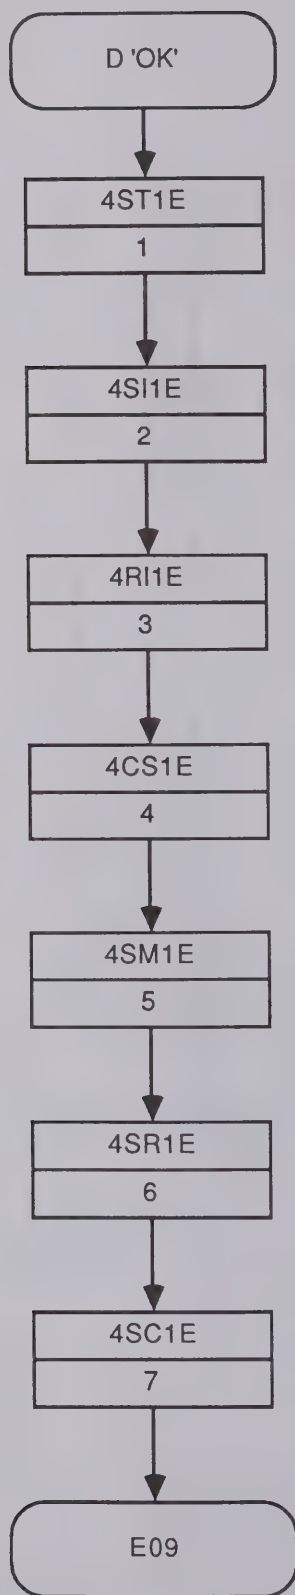 D 'OK'
4ST1E
1
4SI1E
2
4RI1E
3
4CS1E
4
4SM1E
5
4SR1E
6
4SC1E
7
E09